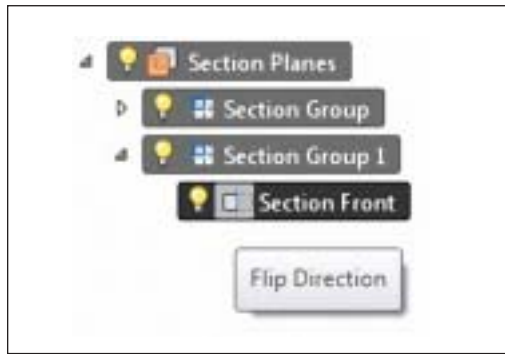 Section Planes
Section Group
Section Group 1
Section Front
Flip Direction